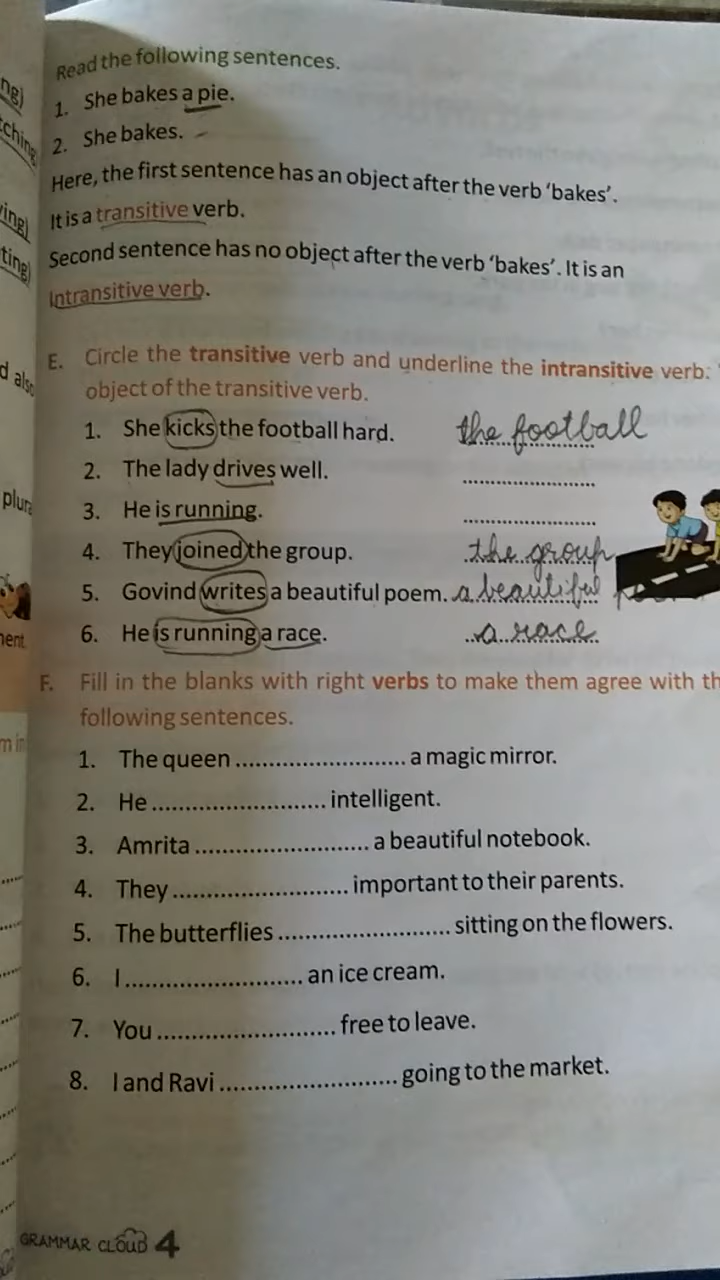 Read the following sentences.
1. She bakes a pie.
2. She bakes.
Here, the first sentence has an object after the verb ‘bakes’.
It is a transitive verb.
Second sentence has no object after the verb ‘bakes’. It is an
intransitive verb.
E. Circle the transitive verb and underline the intransitive verb.
object of the transitive verb.
1. She kicks the football hard. the football
2. The lady drives well. ........................
3. He is running. ........................
4. They joined the group. the group
5. Govind writes a beautiful poem. a beautiful
6. He is running a race. a race
F. Fill in the blanks with right verbs to make them agree with th
following sentences.
1. The queen ............................ a magic mirror.
2. He ............................ intelligent.
3. Amrita ............................ a beautiful notebook.
4. They ............................ important to their parents.
5. The butterflies ............................ sitting on the flowers.
6. I ............................ an ice cream.
7. You ............................ free to leave.
8. I and Ravi ............................ going to the market.
GRAMMAR CLOUD 4